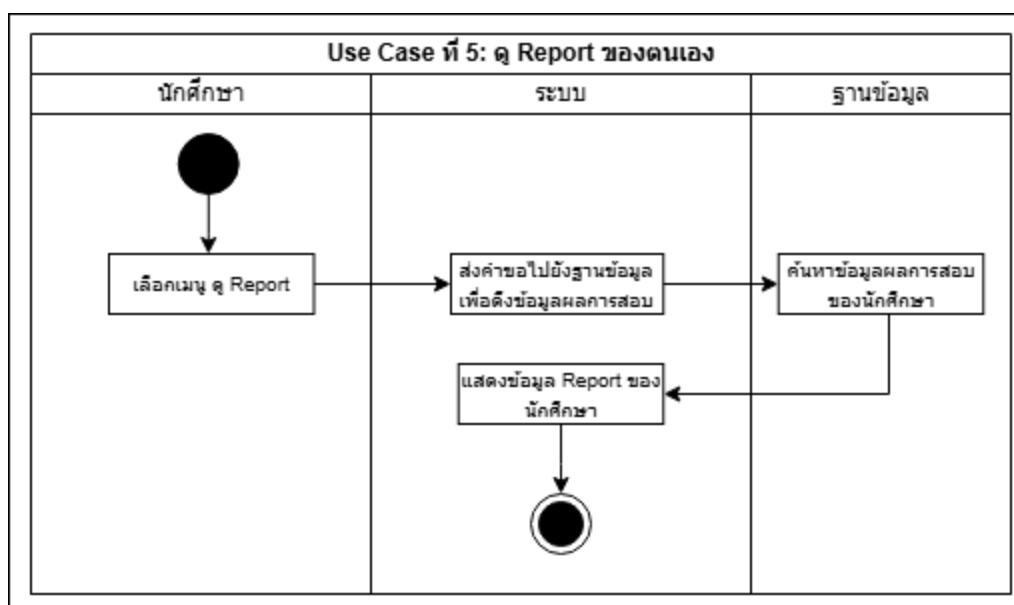 Use Case ที่ 5: ดู Report ของตนเอง
นักศึกษา
ระบบ
ฐานข้อมูล
เลือกเมนู ดู Report
ส่งคำขอไปยังฐานข้อมูล
เพื่อดึงข้อมูลผลการสอบ
ค้นหาข้อมูลผลการสอบ
ของนักศึกษา
แสดงข้อมูล Report ของ
นักศึกษา